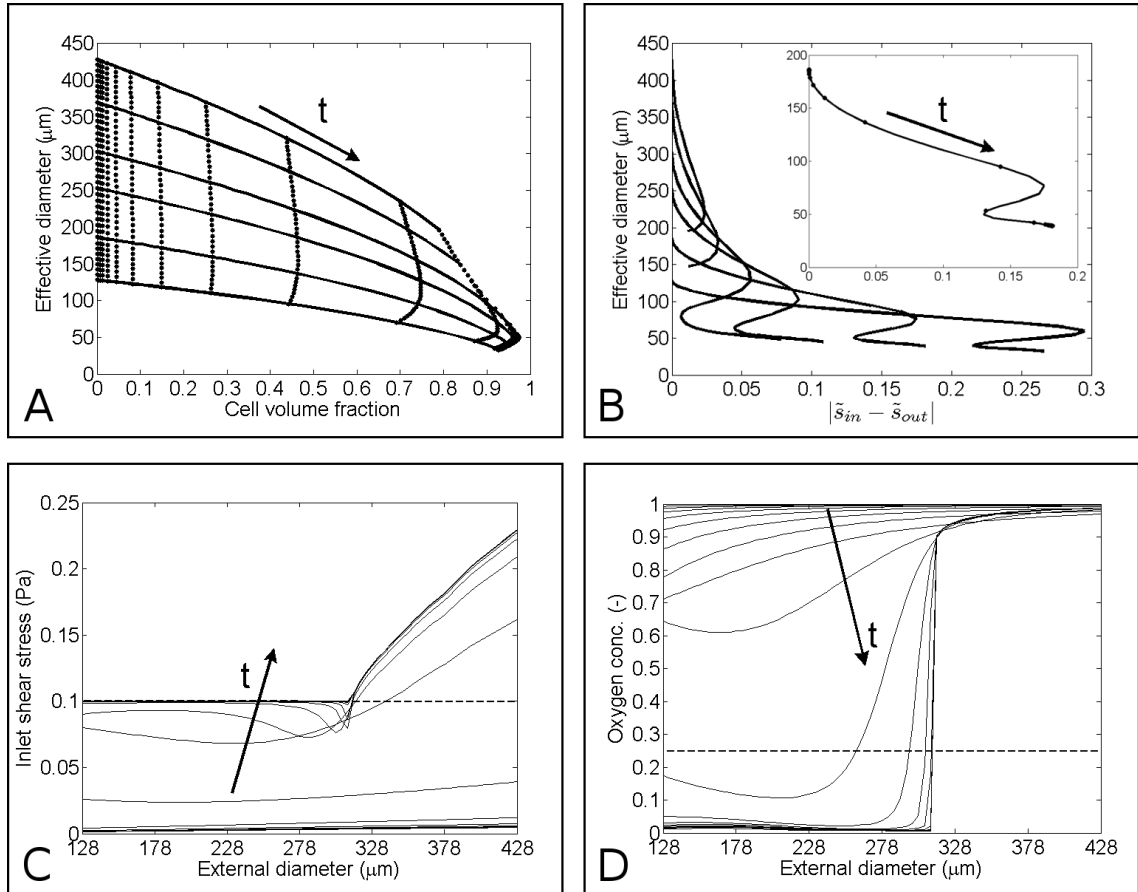 450
400
350
300
250
200
150
100
50
0
Effective diameter (μm)
t
0 0.1 0.2 0.3 0.4 0.5 0.6 0.7 0.8 0.9 1
Cell volume fraction
A
450
400
350
300
250
200
150
100
50
0
Effective diameter (μm)
200
150
100
50
0
t
0 0.05 0.1 0.15 0.2
0 0.05 0.1 0.15 0.2 0.25 0.3
|s̃in − s̃out|
B
0.25
0.2
0.15
0.1
0.05
0
Inlet shear stress (Pa)
t
128 178 228 278 328 378 428
External diameter (μm)
C
1
0.9
0.8
0.7
0.6
0.5
0.4
0.3
0.2
0.1
0
Oxygen conc. (-)
t
128 178 228 278 328 378 428
External diameter (μm)
D